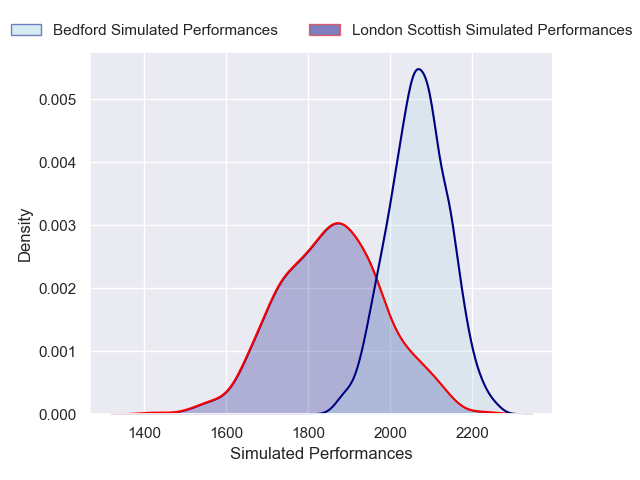 Bedford Simulated Performances
London Scottish Simulated Performances
Density
0.005
0.004
0.003
0.002
0.001
0.000
1400 1600 1800 2000 2200
Simulated Performances